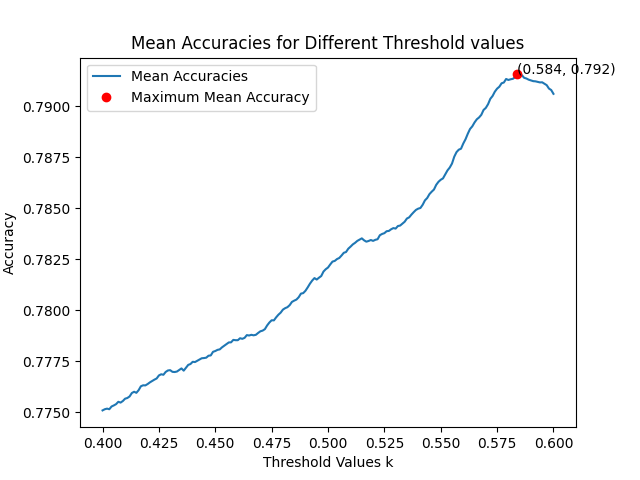 Mean Accuracies for Different Threshold values
Mean Accuracies
Maximum Mean Accuracy
(0.584, 0.792)
0.7900
0.7875
0.7850
0.7825
0.7800
0.7775
0.7750
Accuracy
0.400 0.425 0.450 0.475 0.500 0.525 0.550 0.575 0.600
Threshold Values k